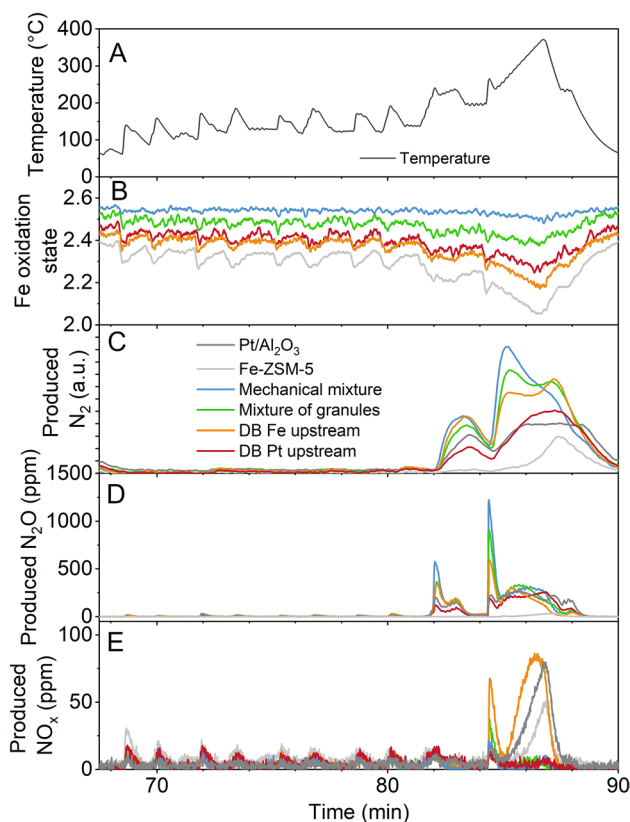 A
Temperature (°C)
400
300
200
100
0
Temperature
B
Fe oxidation
state
2.6
2.4
2.2
2.0
C
Produced
N2 (a.u.)
Pt/Al2O3
Fe-ZSM-5
Mechanical mixture
Mixture of granules
DB Fe upstream
DB Pt upstream
D
Produced N2O (ppm)
1500
1000
500
250
0
E
Produced
NOx (ppm)
100
50
0
70
80
90
Time (min)